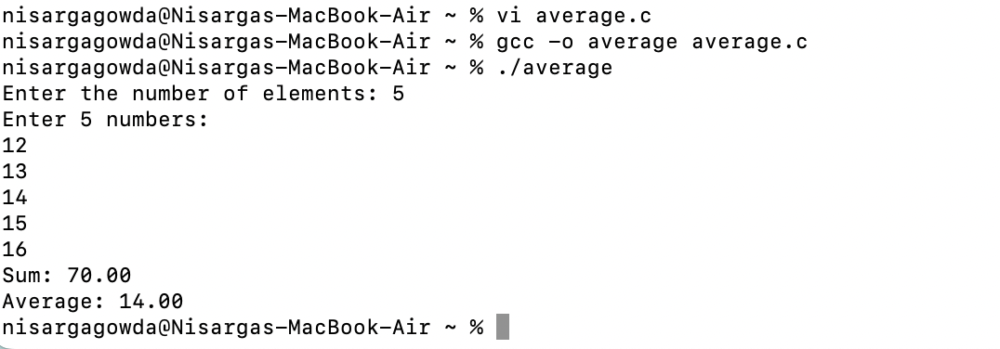 nisargagowda@Nisargas-MacBook-Air ~ % vi average.c
nisargagowda@Nisargas-MacBook-Air ~ % gcc -o average average.c
nisargagowda@Nisargas-MacBook-Air ~ % ./average
Enter the number of elements: 5
Enter 5 numbers:
12
13
14
15
16
Sum: 70.00
Average: 14.00
nisargagowda@Nisargas-MacBook-Air ~ %